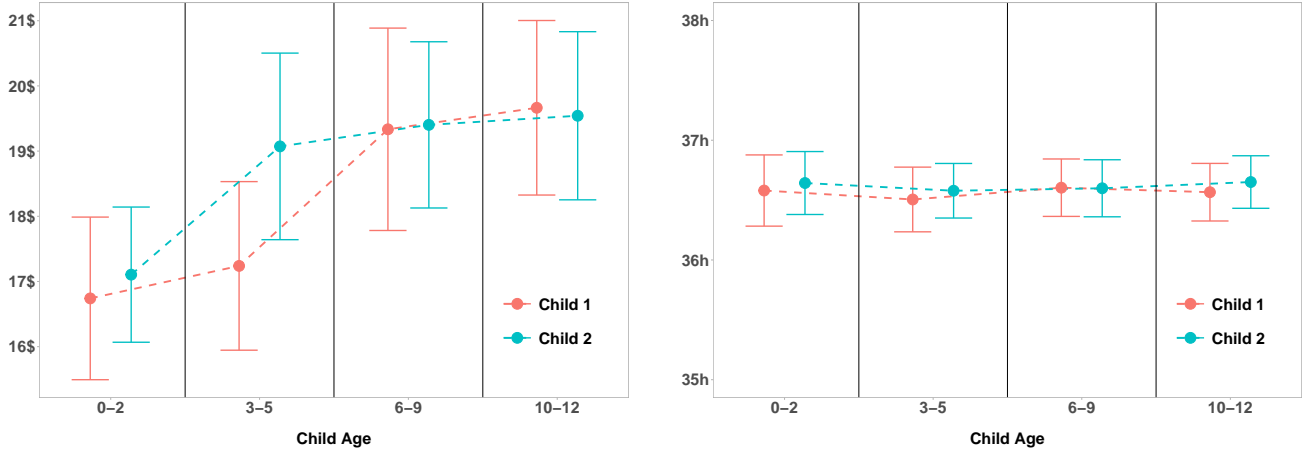 21$
20$
19$
18$
17$
16$
0–2
3–5
6–9
10–12
Child Age
Child 1
Child 2
38h
37h
36h
35h
0–2
3–5
6–9
10–12
Child Age
Child 1
Child 2